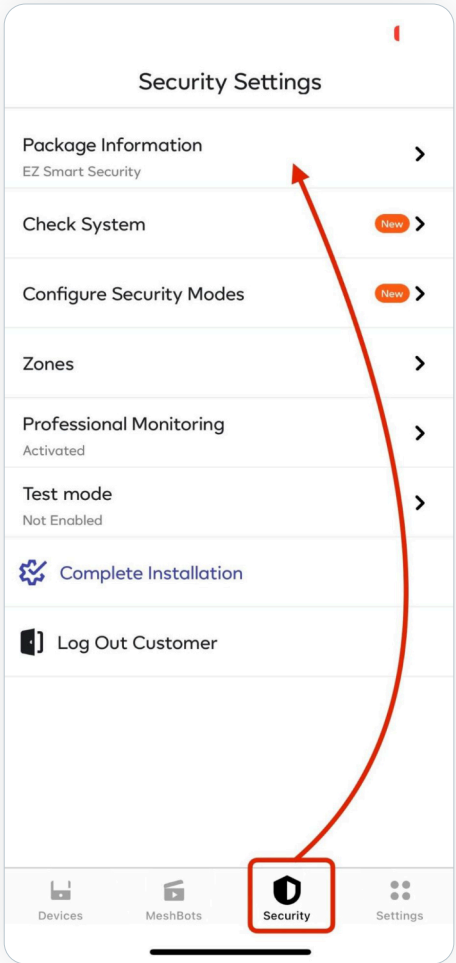 Security Settings
Package Information
EZ Smart Security
Check System
New
Configure Security Modes
New
Zones
Professional Monitoring
Activated
Test mode
Not Enabled
Complete Installation
Log Out Customer
Devices
MeshBots
Security
Settings